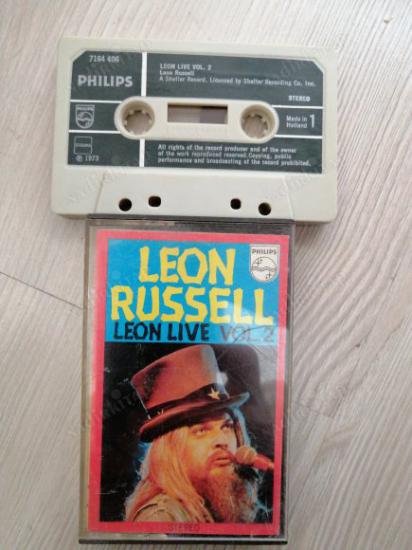 7164 406
LEON LIVE VOL. 2
Leon Russell
A Shelter Record. Licensed by Shelter Recording Co. Inc.
PHILIPS
STEREO
PHILIPS
Made in
Holland
1
℗ 1973
All rights of the record producer and of the owner
of the work reproduced reserved. Copying, public
performance and broadcasting of the record prohibited.
LEON
RUSSELL
PHILIPS
LEON LIVE VOL. 2
STEREO